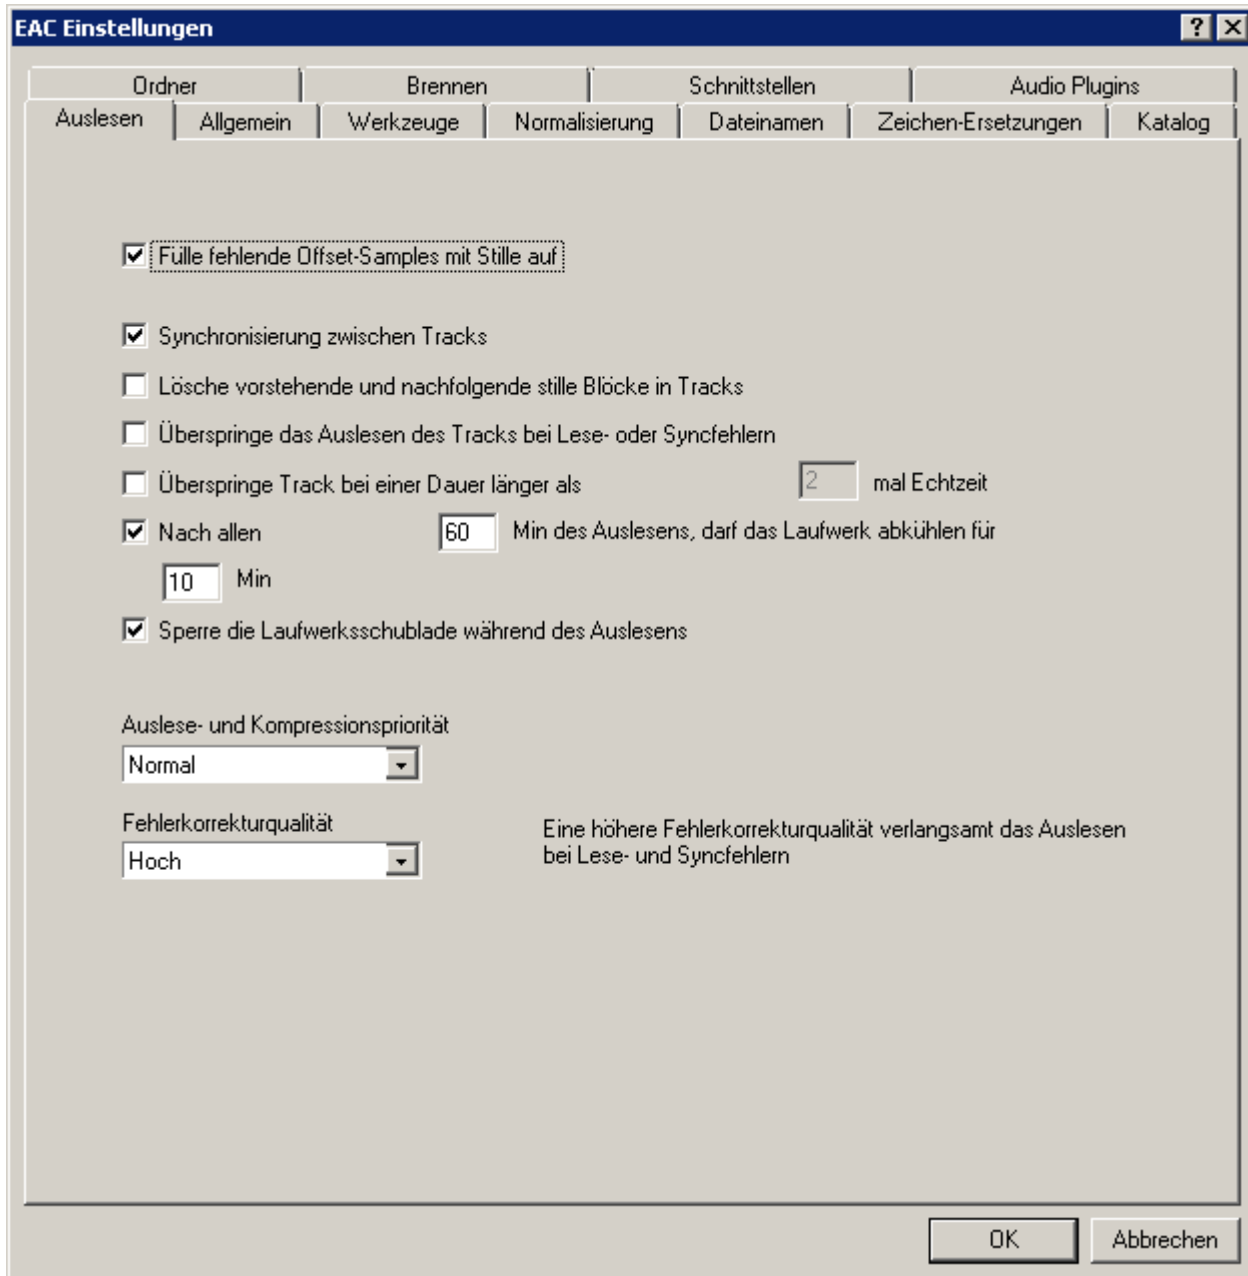 EAC Einstellungen
Ordner Brennen Schnittstellen Audio Plugins
Auslesen Allgemein Werkzeuge Normalisierung Dateinamen Zeichen-Ersetzungen Katalog
Fülle fehlende Offset-Samples mit Stille auf
Synchronisierung zwischen Tracks
Lösche vorstehende und nachfolgende stille Blöcke in Tracks
Überspringe das Auslesen des Tracks bei Lese- oder Syncfehlern
Überspringe Track bei einer Dauer länger als 2 mal Echtzeit
Nach allen 60 Min des Auslesens, darf das Laufwerk abkühlen für
10 Min
Sperre die Laufwerksschublade während des Auslesens
Auslese- und Kompressionspriorität
Normal
Fehlerkorrekturqualität
Hoch
Eine höhere Fehlerkorrekturqualität verlangsamt das Auslesen
bei Lese- und Syncfehlern
OK Abbrechen